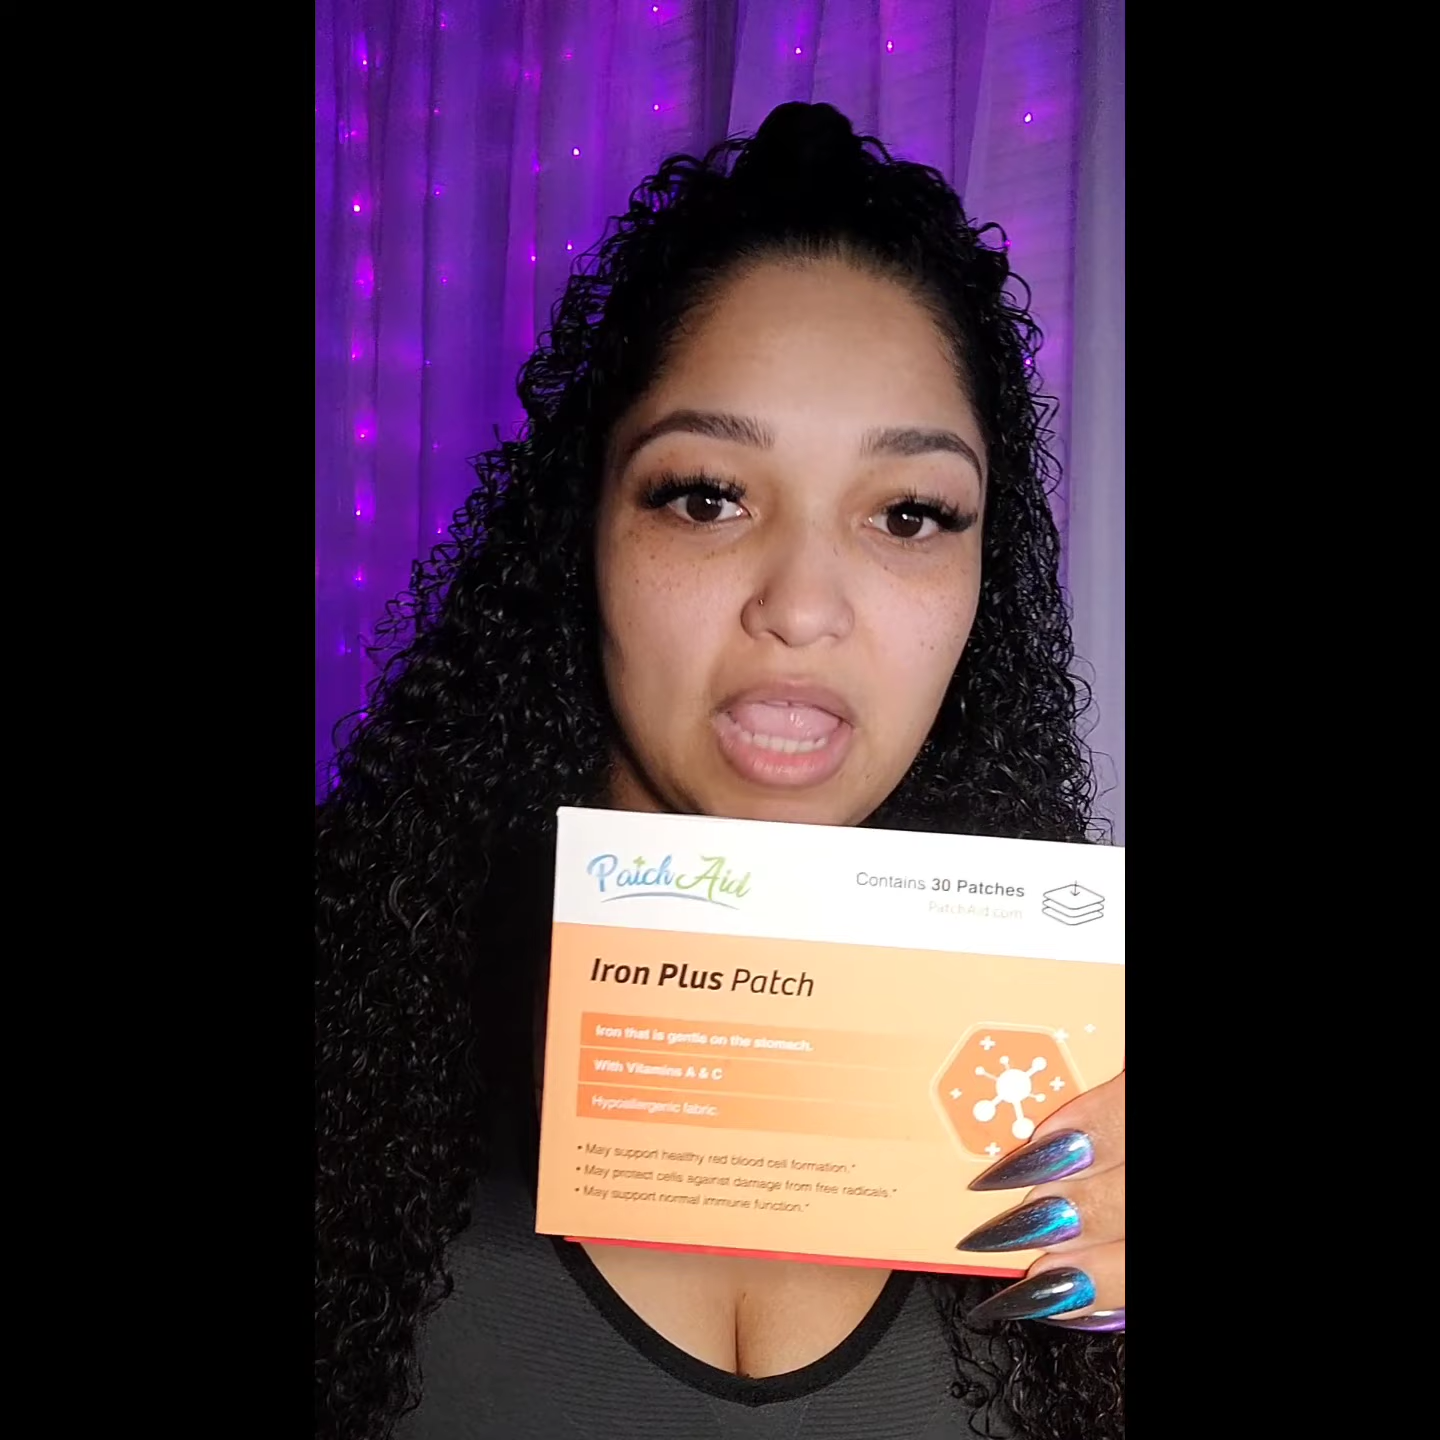 Patch Aid
Contains 30 Patches
PatchAid.com
Iron Plus Patch
Iron that is gentle on the stomach.
With Vitamins A & C
Hypoallergenic fabric.
• May support healthy red blood cell formation.*
• May protect cells against damage from free radicals.*
• May support normal immune function.*